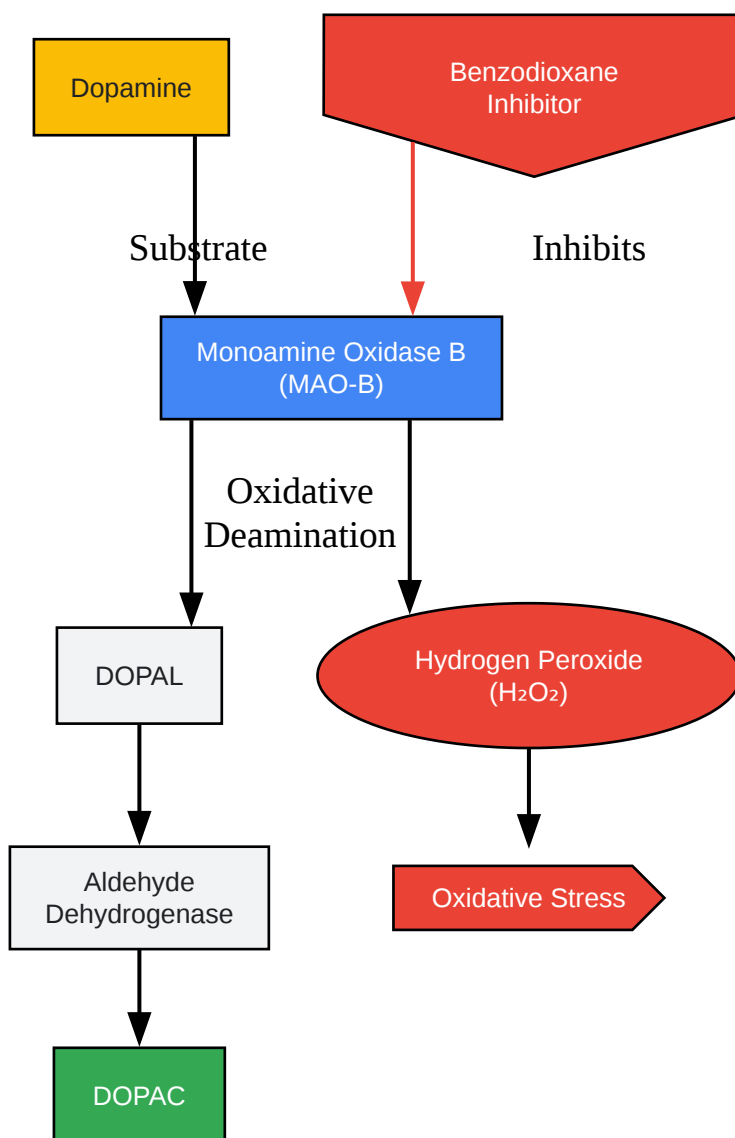 Dopamine
Benzodioxane
Inhibitor
Substrate
Inhibits
Monoamine Oxidase B
(MAO-B)
Oxidative
Deamination
DOPAL
Hydrogen Peroxide
(H₂O₂)
Aldehyde
Dehydrogenase
Oxidative Stress
DOPAC